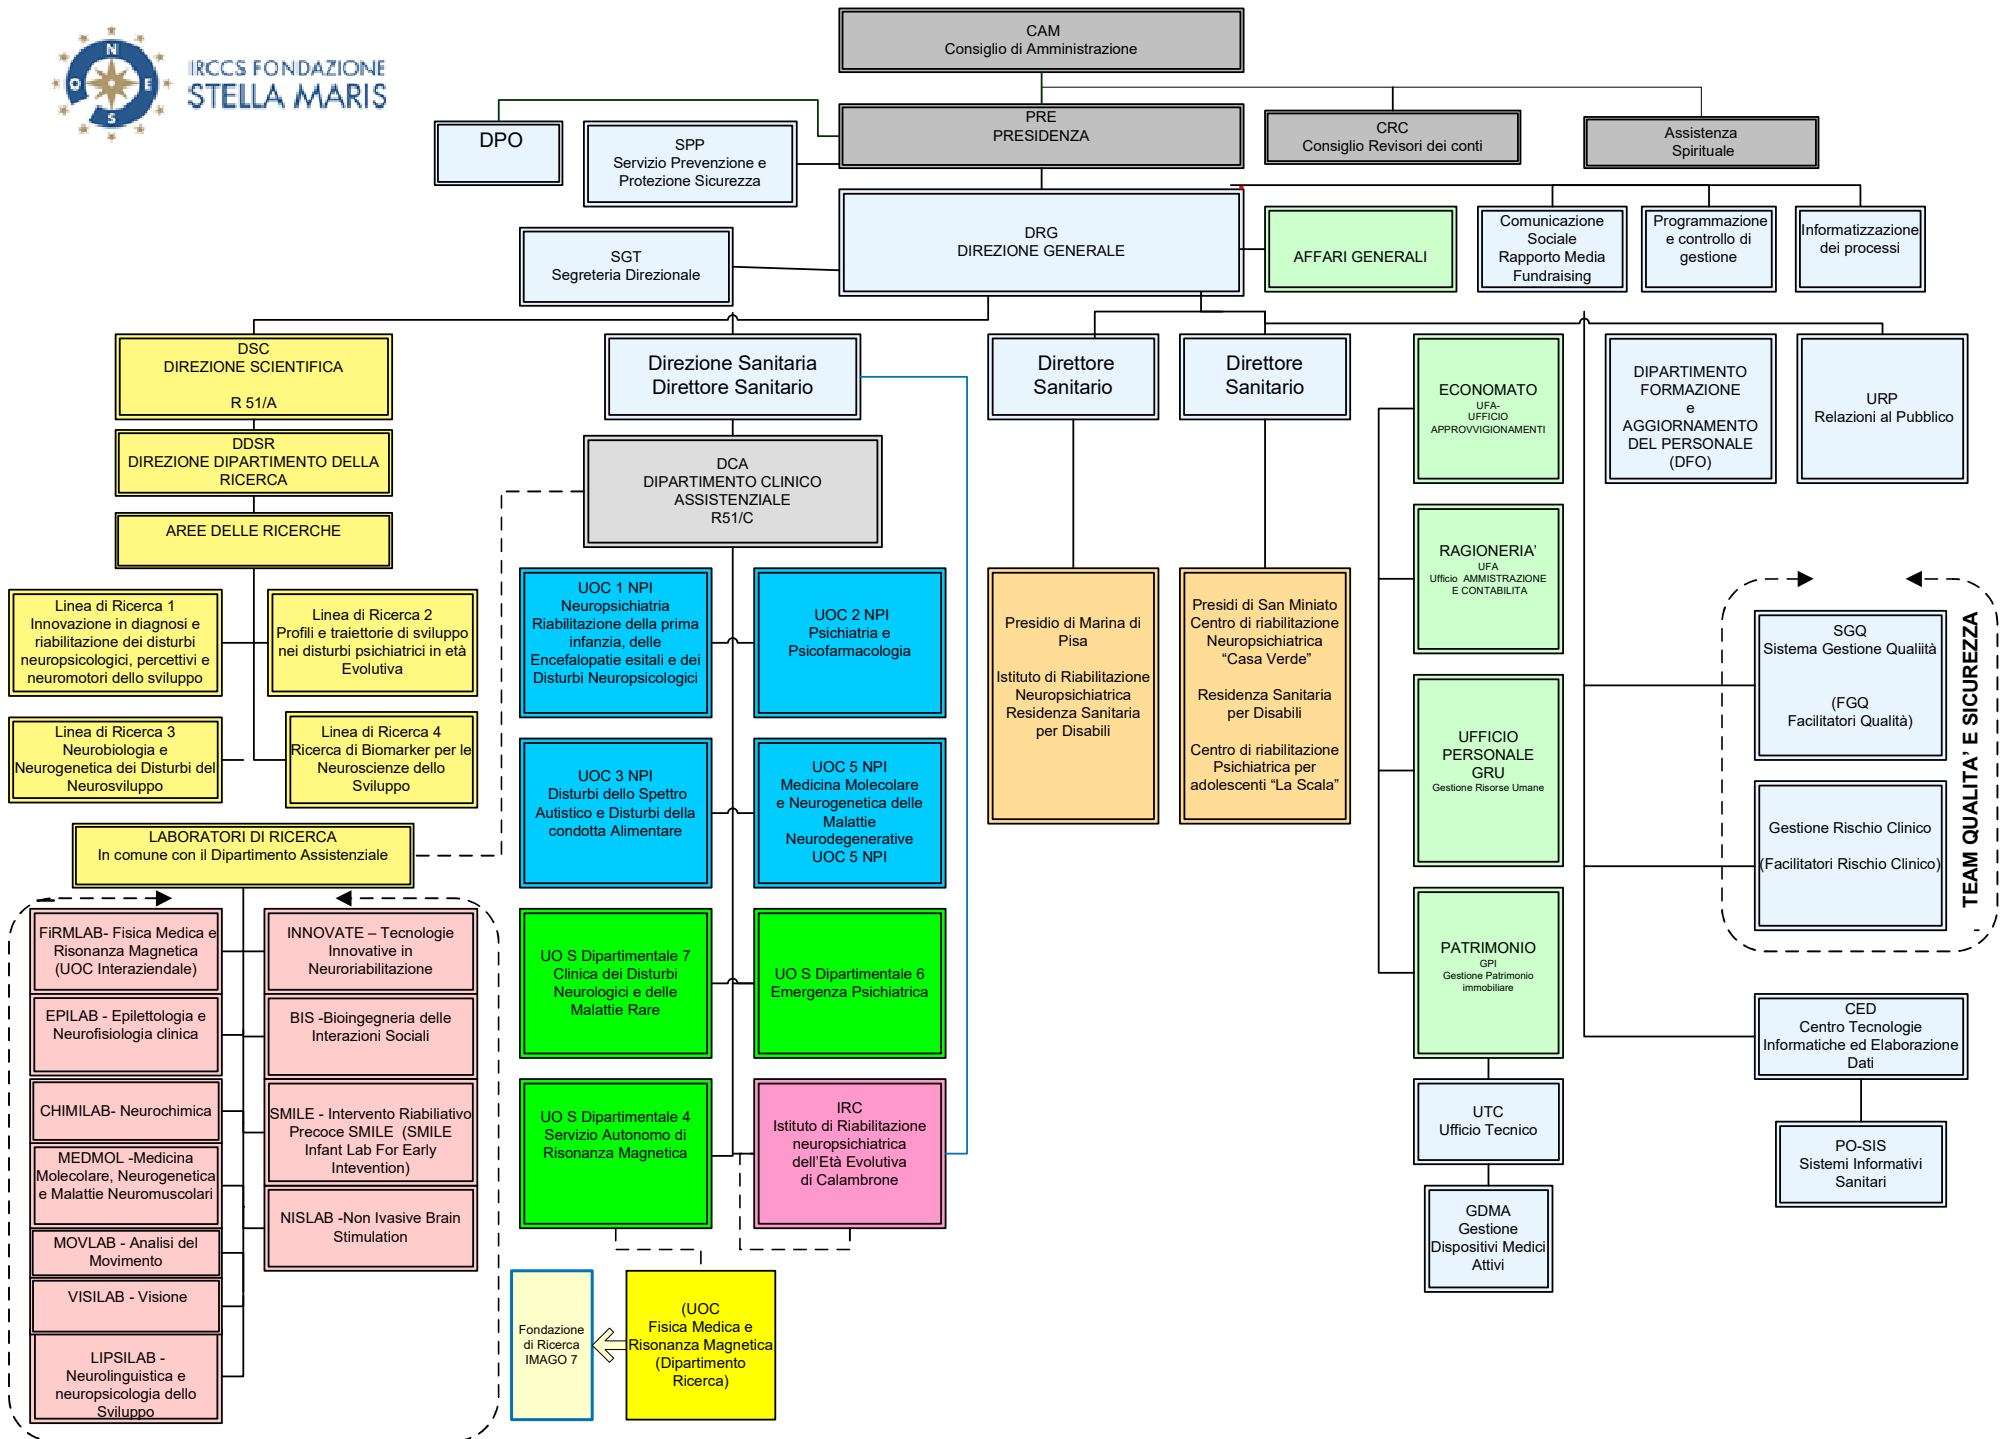 N
O
E
S
IRCCS FONDAZIONE
STELLA MARIS
CAM
Consiglio di Amministrazione
DPO
SPP
Servizio Prevenzione e
Protezione Sicurezza
PRE
PRESIDENZA
CRC
Consiglio Revisori dei conti
Assistenza
Spirituale
SGT
Segreteria Direzionale
DRG
DIREZIONE GENERALE
AFFARI GENERALI
Comunicazione
Sociale
Rapporto Media
Fundraising
Programmazione
e controllo di
gestione
Informatizzazione
dei processi
DSC
DIREZIONE SCIENTIFICA
R 51/A
Direzione Sanitaria
Direttore Sanitario
Direttore
Sanitario
Direttore
Sanitario
ECONOMATO
UFA-
UFFICIO
APPROVVIGIONAMENTI
DIPARTIMENTO
FORMAZIONE
e
AGGIORNAMENTO
DEL PERSONALE
(DFO)
URP
Relazioni al Pubblico
DDSR
DIREZIONE DIPARTIMENTO DELLA
RICERCA
DCA
DIPARTIMENTO CLINICO
ASSISTENZIALE
R51/C
AREE DELLE RICERCHE
RAGIONERIA’
UFA
Ufficio AMMISTRAZIONE
E CONTABILITA
Linea di Ricerca 1
Innovazione in diagnosi e
riabilitazione dei disturbi
neuropsicologici, percettivi e
neuromotori dello sviluppo
Linea di Ricerca 2
Profili e traiettorie di sviluppo
nei disturbi psichiatrici in età
Evolutiva
UOC 1 NPI
Neuropsichiatria
Riabilitazione della prima
infanzia, delle
Encefalopatie esitali e dei
Disturbi Neuropsicologici
UOC 2 NPI
Psichiatria e
Psicofarmacologia
Presidio di Marina di
Pisa
Istituto di Riabilitazione
Neuropsichiatrica
Residenza Sanitaria
per Disabili
Presidi di San Miniato
Centro di riabilitazione
Neuropsichiatrica
“Casa Verde”
Residenza Sanitaria
per Disabili
Centro di riabilitazione
Psichiatrica per
adolescenti “La Scala”
SGQ
Sistema Gestione Qualiità
(FGQ
Facilitatori Qualità)
TEAM QUALITA’ E SICUREZZA
Linea di Ricerca 3
Neurobiologia e
Neurogenetica dei Disturbi del
Neurosviluppo
Linea di Ricerca 4
Ricerca di Biomarker per le
Neuroscienze dello
Sviluppo
UOC 3 NPI
Disturbi dello Spettro
Autistico e Disturbi della
condotta Alimentare
UOC 5 NPI
Medicina Molecolare
e Neurogenetica delle
Malattie
Neurodegenerative
UOC 5 NPI
UFFICIO
PERSONALE
GRU
Gestione Risorse Umane
Gestione Rischio Clinico
(Facilitatori Rischio Clinico)
LABORATORI DI RICERCA
In comune con il Dipartimento Assistenziale
FiRMLAB- Fisica Medica e
Risonanza Magnetica
(UOC Interaziendale)
INNOVATE – Tecnologie
Innovative in
Neuroriabilitazione
UO S Dipartimentale 7
Clinica dei Disturbi
Neurologici e delle
Malattie Rare
UO S Dipartimentale 6
Emergenza Psichiatrica
PATRIMONIO
GPI
Gestione Patrimonio
immobiliare
EPILAB - Epilettologia e
Neurofisiologia clinica
BIS -Bioingegneria delle
Interazioni Sociali
CED
Centro Tecnologie
Informatiche ed Elaborazione
Dati
CHIMILAB- Neurochimica
SMILE - Intervento Riabiliativo
Precoce SMILE (SMILE
Infant Lab For Early
Intevention)
UO S Dipartimentale 4
Servizio Autonomo di
Risonanza Magnetica
IRC
Istituto di Riabilitazione
neuropsichiatrica
dell’Età Evolutiva
di Calambrone
UTC
Ufficio Tecnico
PO-SIS
Sistemi Informativi
Sanitari
MEDMOL -Medicina
Molecolare, Neurogenetica
e Malattie Neuromuscolari
NISLAB -Non Ivasive Brain
Stimulation
GDMA
Gestione
Dispositivi Medici
Attivi
MOVLAB - Analisi del
Movimento
VISILAB - Visione
LIPSILAB -
Neurolinguistica e
neuropsicologia dello
Sviluppo
Fondazione
di Ricerca
IMAGO 7
(UOC
Fisica Medica e
Risonanza Magnetica
(Dipartimento
Ricerca)